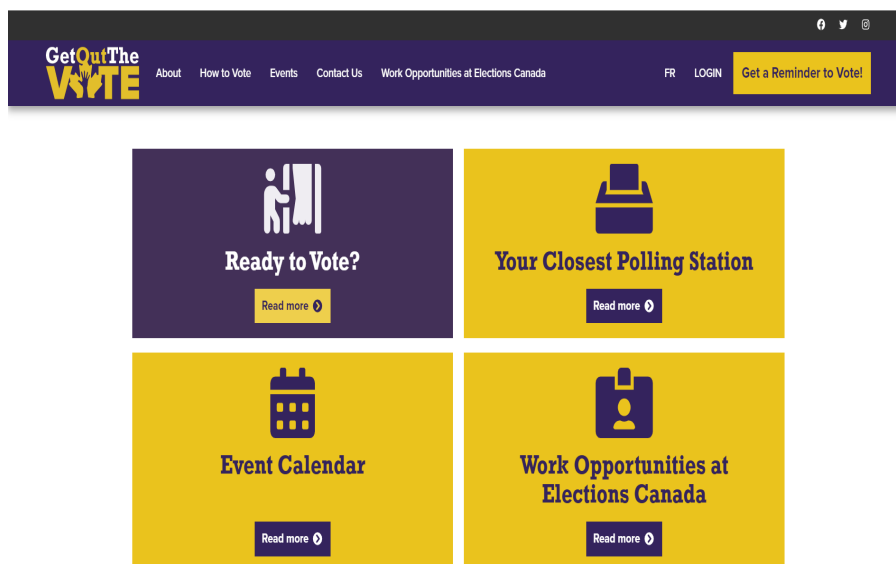 GetOutThe
VOTE
About How to Vote Events Contact Us Work Opportunities at Elections Canada FR LOGIN Get a Reminder to Vote!
Ready to Vote?
Read more
Your Closest Polling Station
Read more
Event Calendar
Read more
Work Opportunities at
Elections Canada
Read more